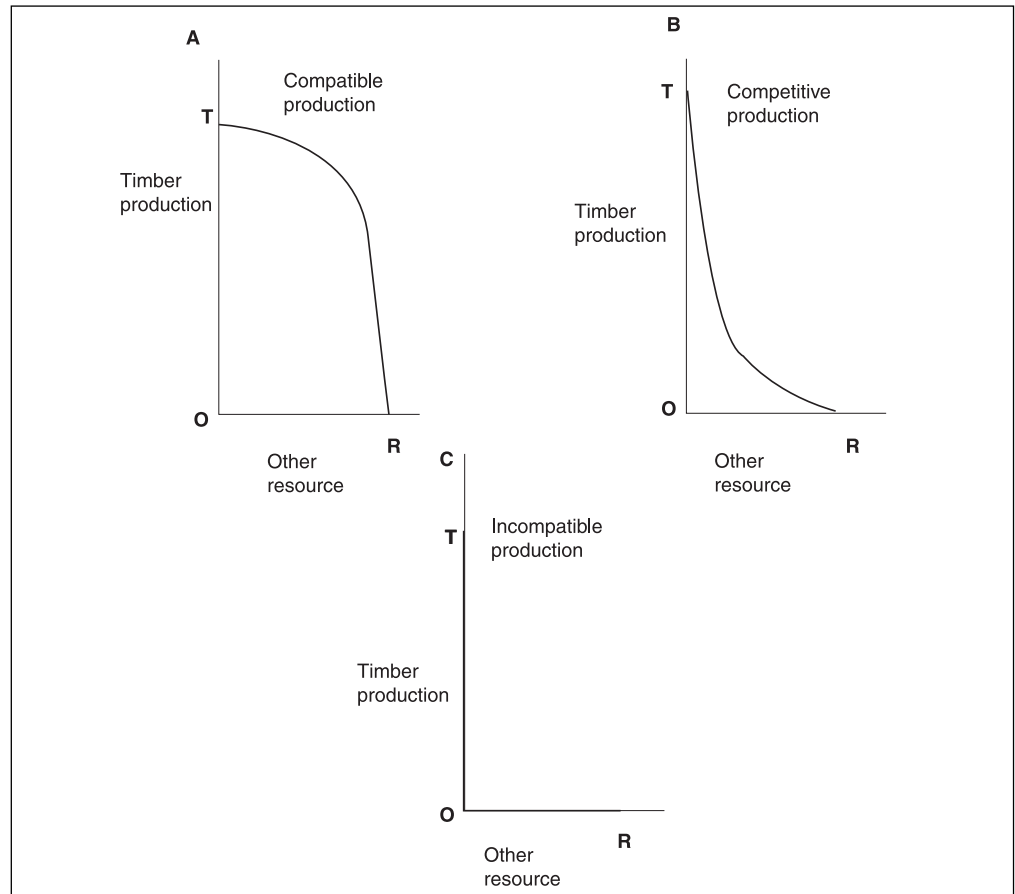 A
Compatible
production
T
Timber
production
O
R
Other
resource
B
T
Competitive
production
Timber
production
O
R
Other
resource
C
T
Incompatible
production
Timber
production
O
R
Other
resource